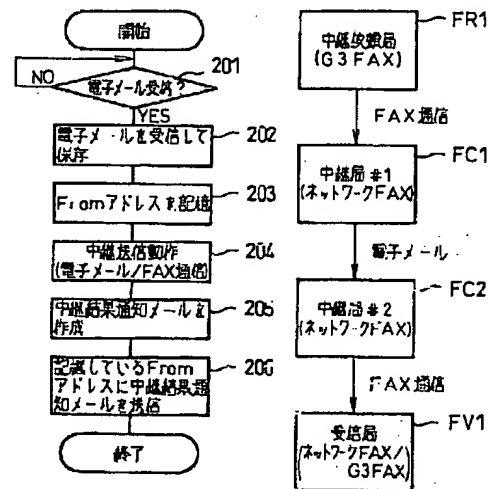 開始
201
電子メール受信?
NO
YES
電子メールを受信して
保存
202
Fromアドレスを記憶
203
中継送信動作
(電子メール/FAX通信)
204
中継結果通知メールを
作成
205
記憶しているFrom
アドレスに中継結果通
知メールを送信
206
終了
中継依頼局
(G3FAX)
FR1
FAX通信
中継局#1
(ネットワークFAX)
FC1
電子メール
中継局#2
(ネットワークFAX)
FC2
FAX通信
受信局
(ネットワークFAX/
G3FAX)
FV1